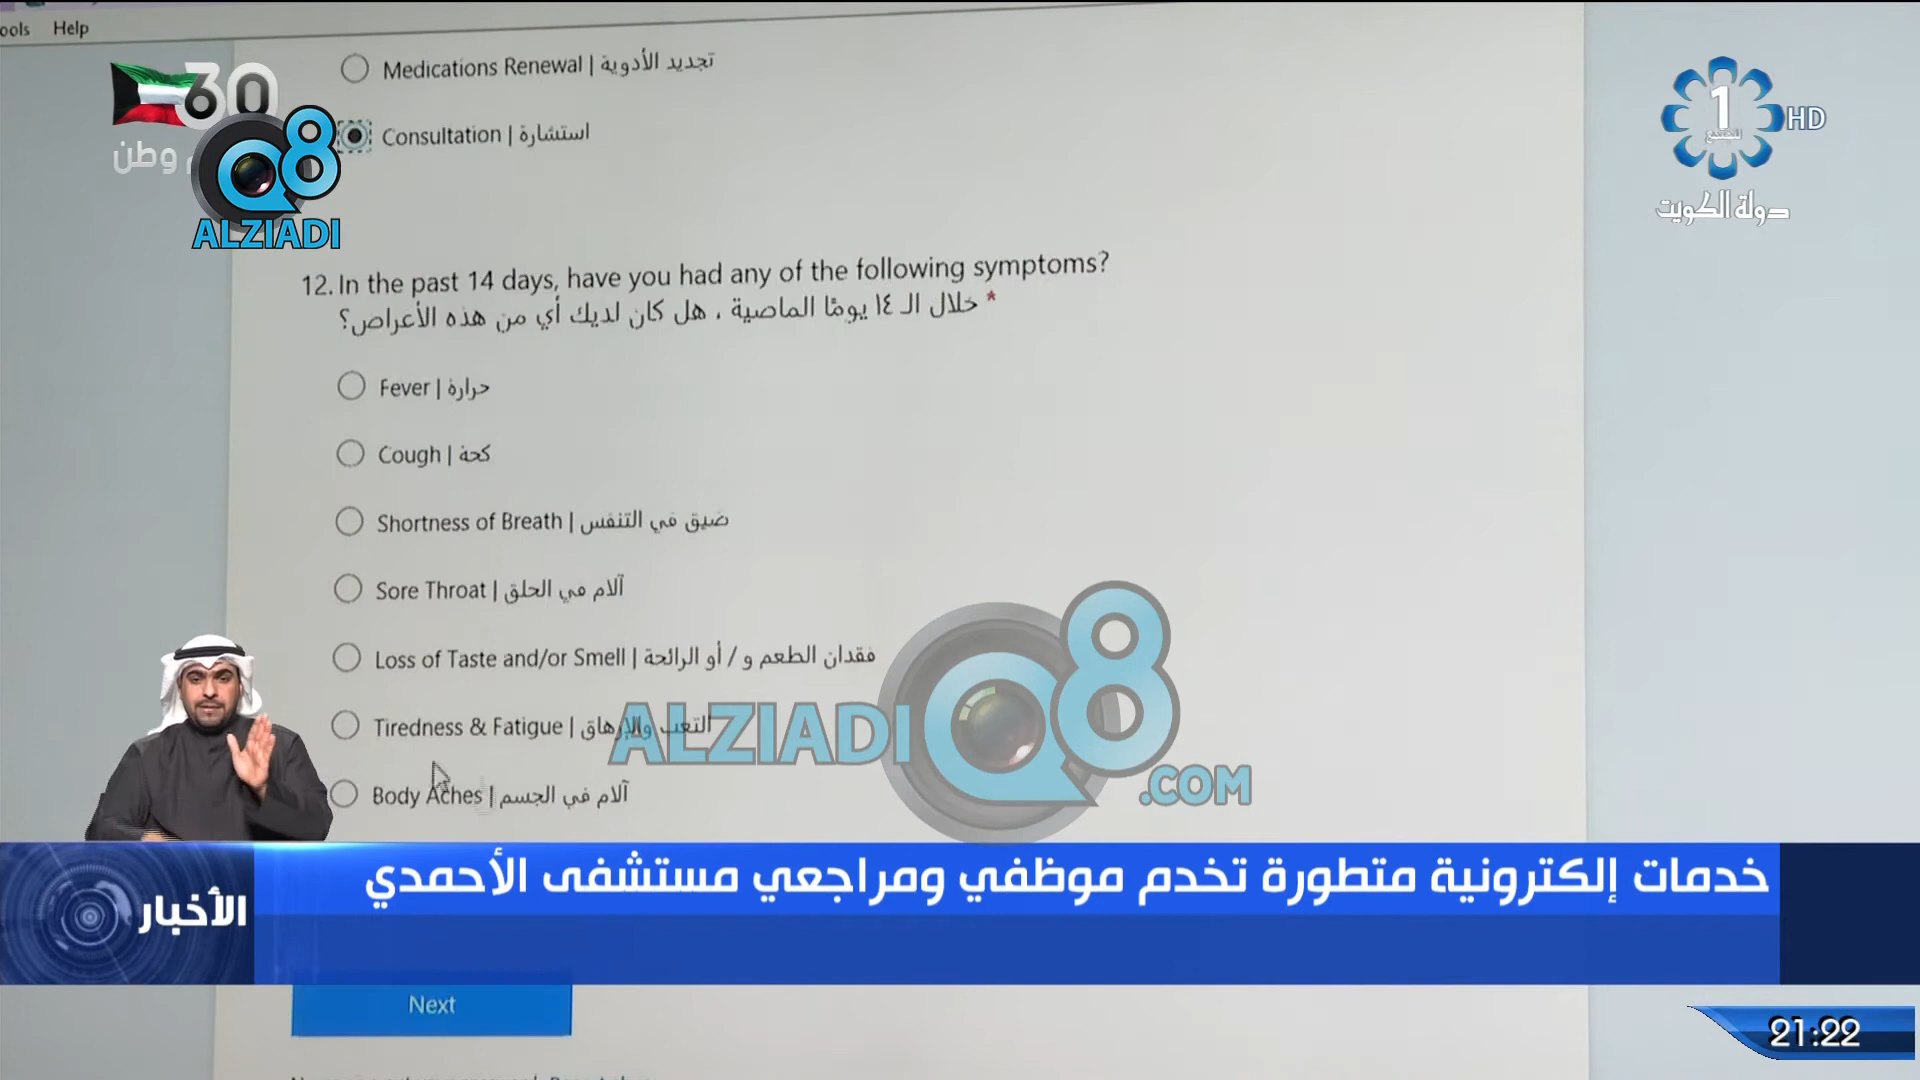 ools Help
Medications Renewal | تجديد الأدوية
Consultation | استشارة
30
وطن
Q8
ALZIADI
1
للجميع
HD
دولة الكويت
12. In the past 14 days, have you had any of the following symptoms?
خلال الـ ١٤ يومًا الماضية ، هل كان لديك أي من هذه الأعراض؟ *
Fever | حرارة
Cough | كحة
Shortness of Breath | ضيق في التنفس
Sore Throat | آلام في الحلق
Loss of Taste and/or Smell | فقدان الطعم و / أو الرائحة
Tiredness & Fatigue | التعب والإرهاق
Body Aches | آلام في الجسم
ALZIADI Q8 .COM
خدمات إلكترونية متطورة تخدم موظفي ومراجعي مستشفى الأحمدي
الأخبار
Next
21:22